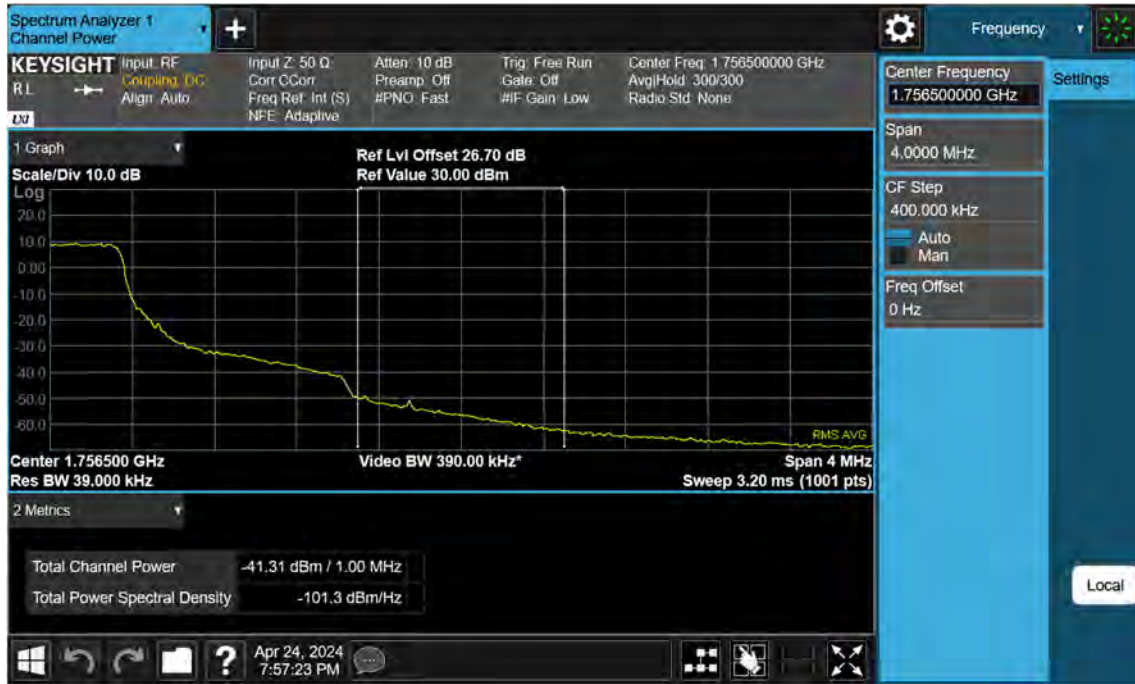 Spectrum Analyzer 1
Channel Power
Frequency
KEYSIGHT
RL
LXI
Input: RF
Coupling: DC
Align: Auto
Input Z: 50 Ω
Corr CCorr
Freq Ref: Int (S)
NFE: Adaptive
Atten: 10 dB
Preamp: Off
#PNO: Fast
Trig: Free Run
Gate: Off
#IF Gain: Low
Center Freq: 1.756500000 GHz
Avg|Hold: 300/300
Radio Std: None
Center Frequency
1.756500000 GHz
Settings
Span
4.0000 MHz
CF Step
400.000 kHz
Auto
Man
Freq Offset
0 Hz
Local
1 Graph
Scale/Div 10.0 dB
Ref Lvl Offset 26.70 dB
Ref Value 30.00 dBm
Log
20.0
10.0
0.00
-10.0
-20.0
-30.0
-40.0
-50.0
-60.0
RMS AVG
Center 1.756500 GHz
Video BW 390.00 kHz*
Span 4 MHz
Res BW 39.000 kHz
Sweep 3.20 ms (1001 pts)
2 Metrics
Total Channel Power -41.31 dBm / 1.00 MHz
Total Power Spectral Density -101.3 dBm/Hz
?
Apr 24, 2024
7:57:23 PM